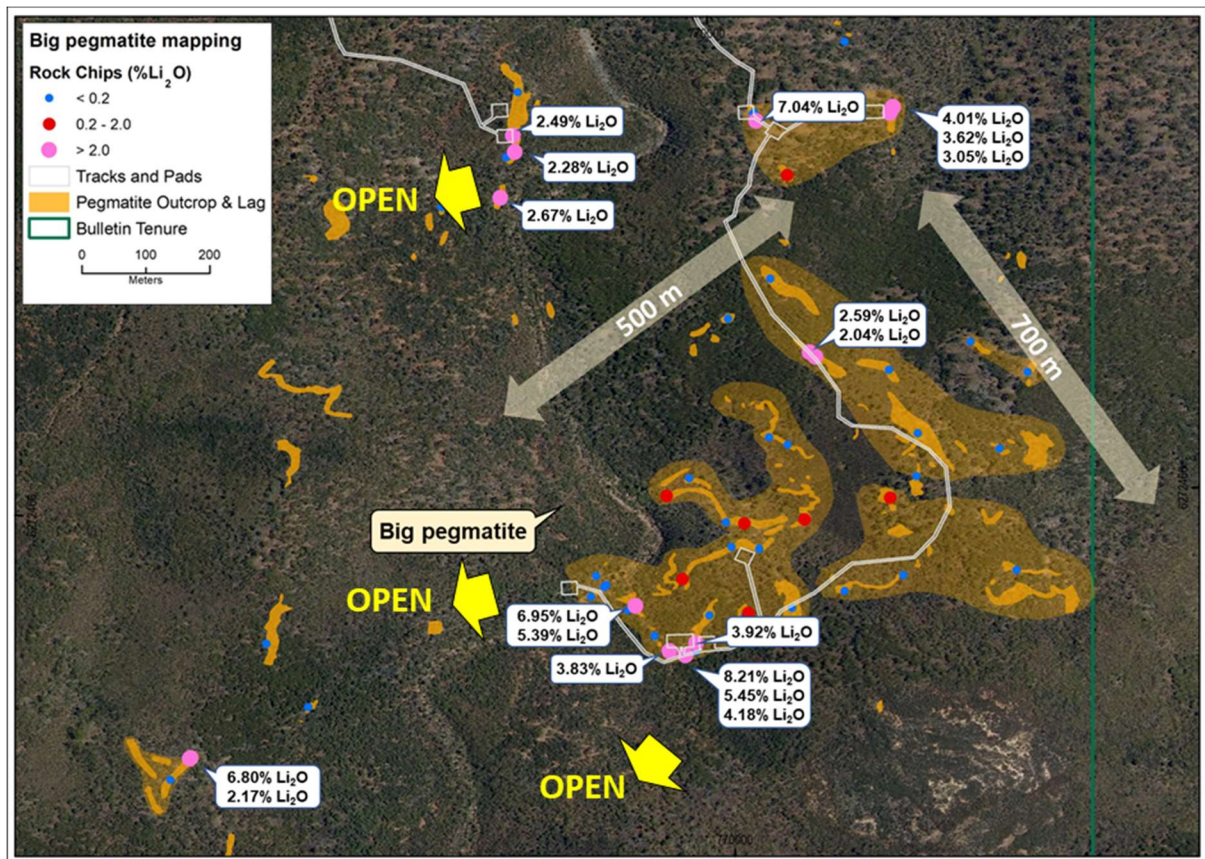 Big pegmatite mapping
Rock Chips (%Li₂O)
< 0.2
0.2 - 2.0
> 2.0
Tracks and Pads
Pegmatite Outcrop & Lag
Bulletin Tenure
0 100 200
Meters
2.49% Li₂O
2.28% Li₂O
2.67% Li₂O
OPEN
7.04% Li₂O
4.01% Li₂O
3.62% Li₂O
3.05% Li₂O
500 m
700 m
2.59% Li₂O
2.04% Li₂O
Big pegmatite
OPEN
6.95% Li₂O
5.39% Li₂O
3.92% Li₂O
3.83% Li₂O
8.21% Li₂O
5.45% Li₂O
4.18% Li₂O
OPEN
6.80% Li₂O
2.17% Li₂O
770000